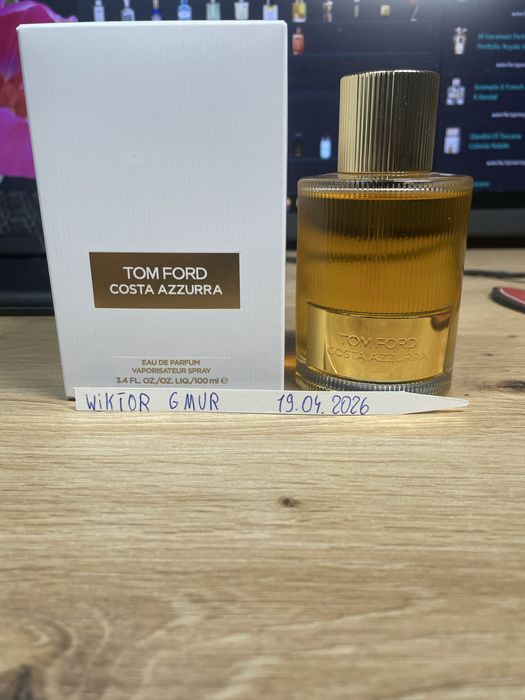 TOM FORD
COSTA AZZURRA
EAU DE PARFUM
VAPORISATEUR SPRAY
3.4 FL. OZ./OZ. LIQ./100 ml e
TOM FORD
COSTA AZZURRA
WiKTOR GMUR 19.04.2026